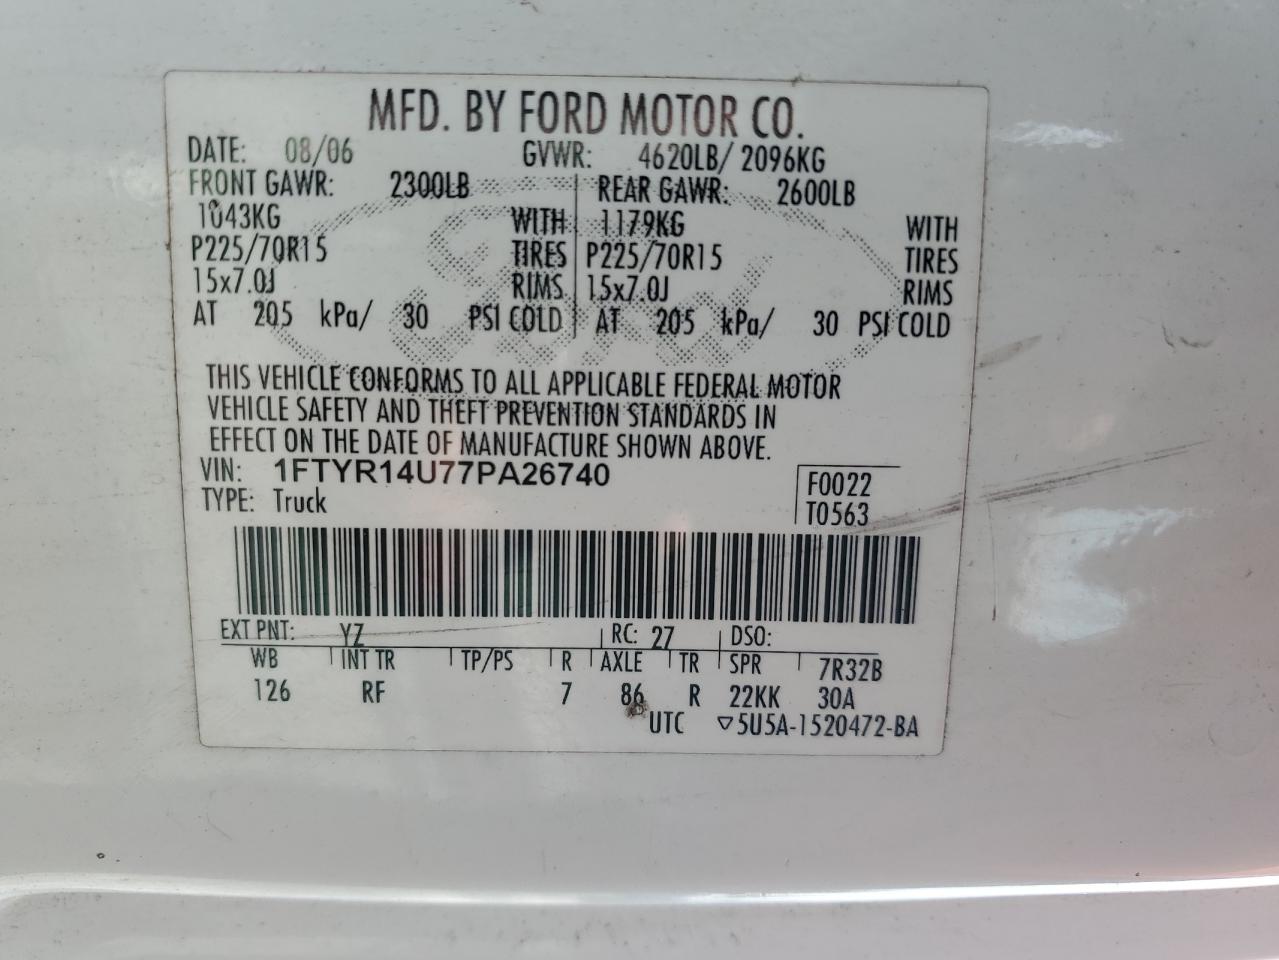 MFD. BY FORD MOTOR CO.
DATE: 08/06 GVWR: 4620LB/ 2096KG
FRONT GAWR: 2300LB REAR GAWR: 2600LB
1043KG WITH 1179KG WITH
P225/70R15 TIRES P225/70R15 TIRES
15x7.0J RIMS 15x7.0J RIMS
AT 205 kPa/ 30 PSI COLD AT 205 kPa/ 30 PSI COLD
Ford
THIS VEHICLE CONFORMS TO ALL APPLICABLE FEDERAL MOTOR
VEHICLE SAFETY AND THEFT PREVENTION STANDARDS IN
EFFECT ON THE DATE OF MANUFACTURE SHOWN ABOVE.
VIN: 1FTYR14U77PA26740 F0022
TYPE: Truck T0563
EXT PNT: YZ RC: 27 DSO:
WB INT TR TP/PS R AXLE TR SPR 7R32B
126 RF 7 86 R 22KK 30A
UTC ▽5U5A-1520472-BA